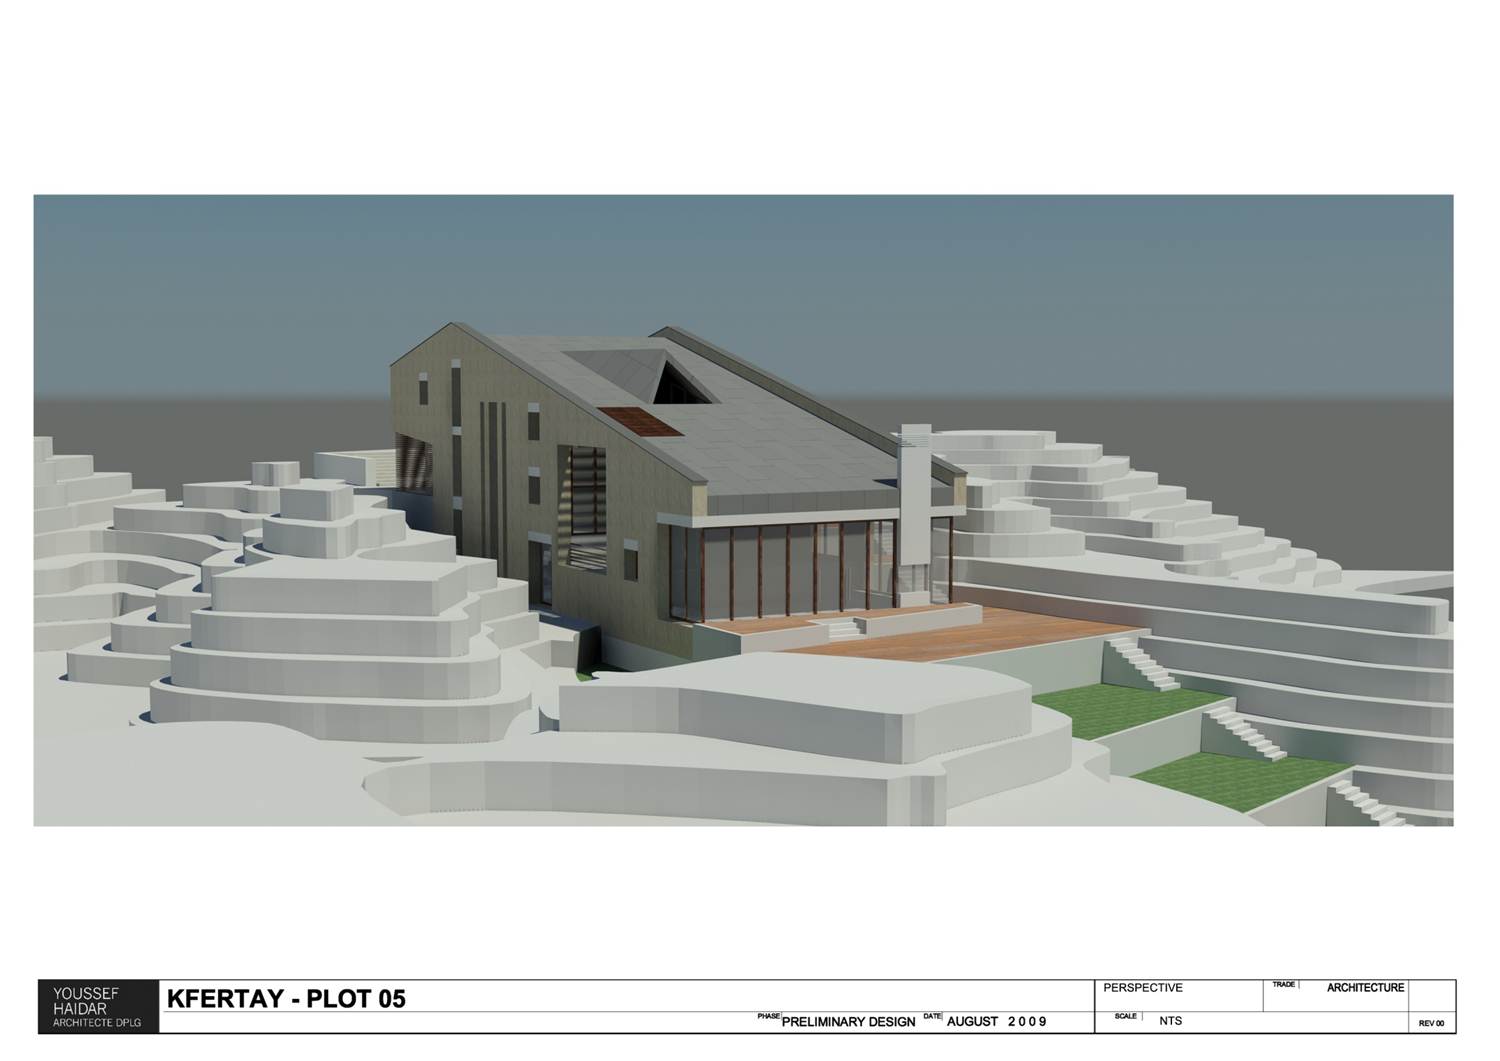 YOUSSEF
HAIDAR
ARCHITECTE DPLG
KFERTAY - PLOT 05
PHASE PRELIMINARY DESIGN DATE AUGUST 2009
PERSPECTIVE
SCALE NTS
TRADE ARCHITECTURE
REV 00